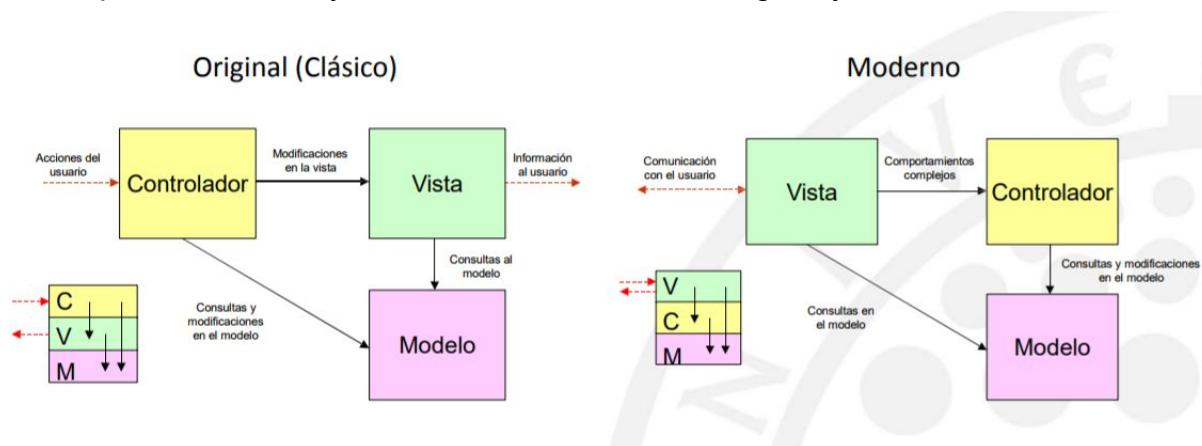 Original (Clásico)
Acciones del
usuario
Controlador
Modificaciones
en la vista
Vista
Información
al usuario
Consultas al
modelo
Consultas y
modificaciones
en el modelo
Modelo
C
V
M
Moderno
Comunicación
con el usuario
Vista
Comportamientos
complejos
Controlador
Consultas y modificaciones
en el modelo
Consultas en
el modelo
Modelo
V
C
M